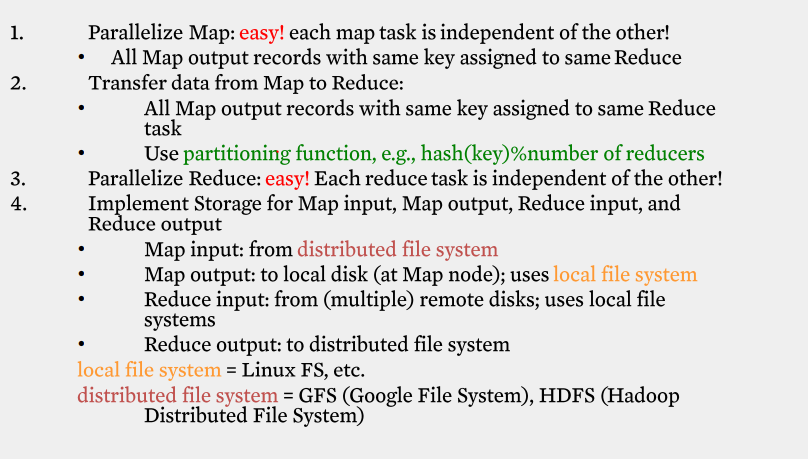 1. Parallelize Map: easy! each map task is independent of the other!
• All Map output records with same key assigned to same Reduce
2. Transfer data from Map to Reduce:
• All Map output records with same key assigned to same Reduce
task
• Use partitioning function, e.g., hash(key)%number of reducers
3. Parallelize Reduce: easy! Each reduce task is independent of the other!
4. Implement Storage for Map input, Map output, Reduce input, and
Reduce output
• Map input: from distributed file system
• Map output: to local disk (at Map node); uses local file system
• Reduce input: from (multiple) remote disks; uses local file
systems
• Reduce output: to distributed file system
local file system = Linux FS, etc.
distributed file system = GFS (Google File System), HDFS (Hadoop
Distributed File System)